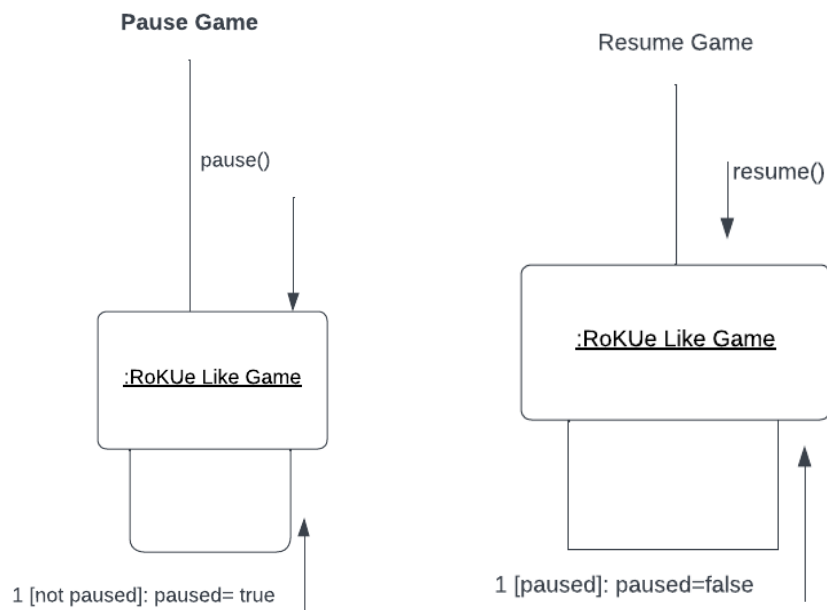 Pause Game
pause()
:RoKUe Like Game
1 [not paused]: paused= true
Resume Game
resume()
:RoKUe Like Game
1 [paused]: paused=false